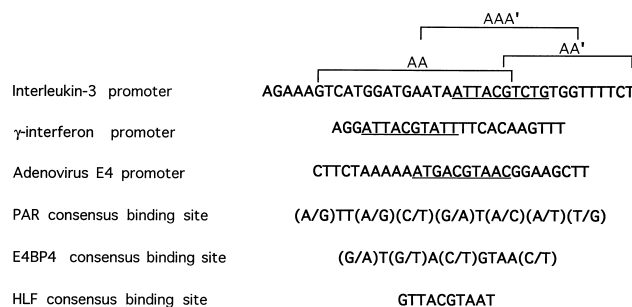 AAA'
AA'
AA
Interleukin-3 promoter AGAAAGTCATGGATGAATAATTACGTCTGTGGTTTTCT
γ-interferon promoter AGGATTACGTATTTTCACAAGTTT
Adenovirus E4 promoter CTTCTAAAAAATGACGTAACGGAAGCTT
PAR consensus binding site (A/G)TT(A/G)(C/T)(G/A)T(A/C)(A/T)(T/G)
E4BP4 consensus binding site (G/A)T(G/T)A(C/T)GTAA(C/T)
HLF consensus binding site GTTACGTAAT